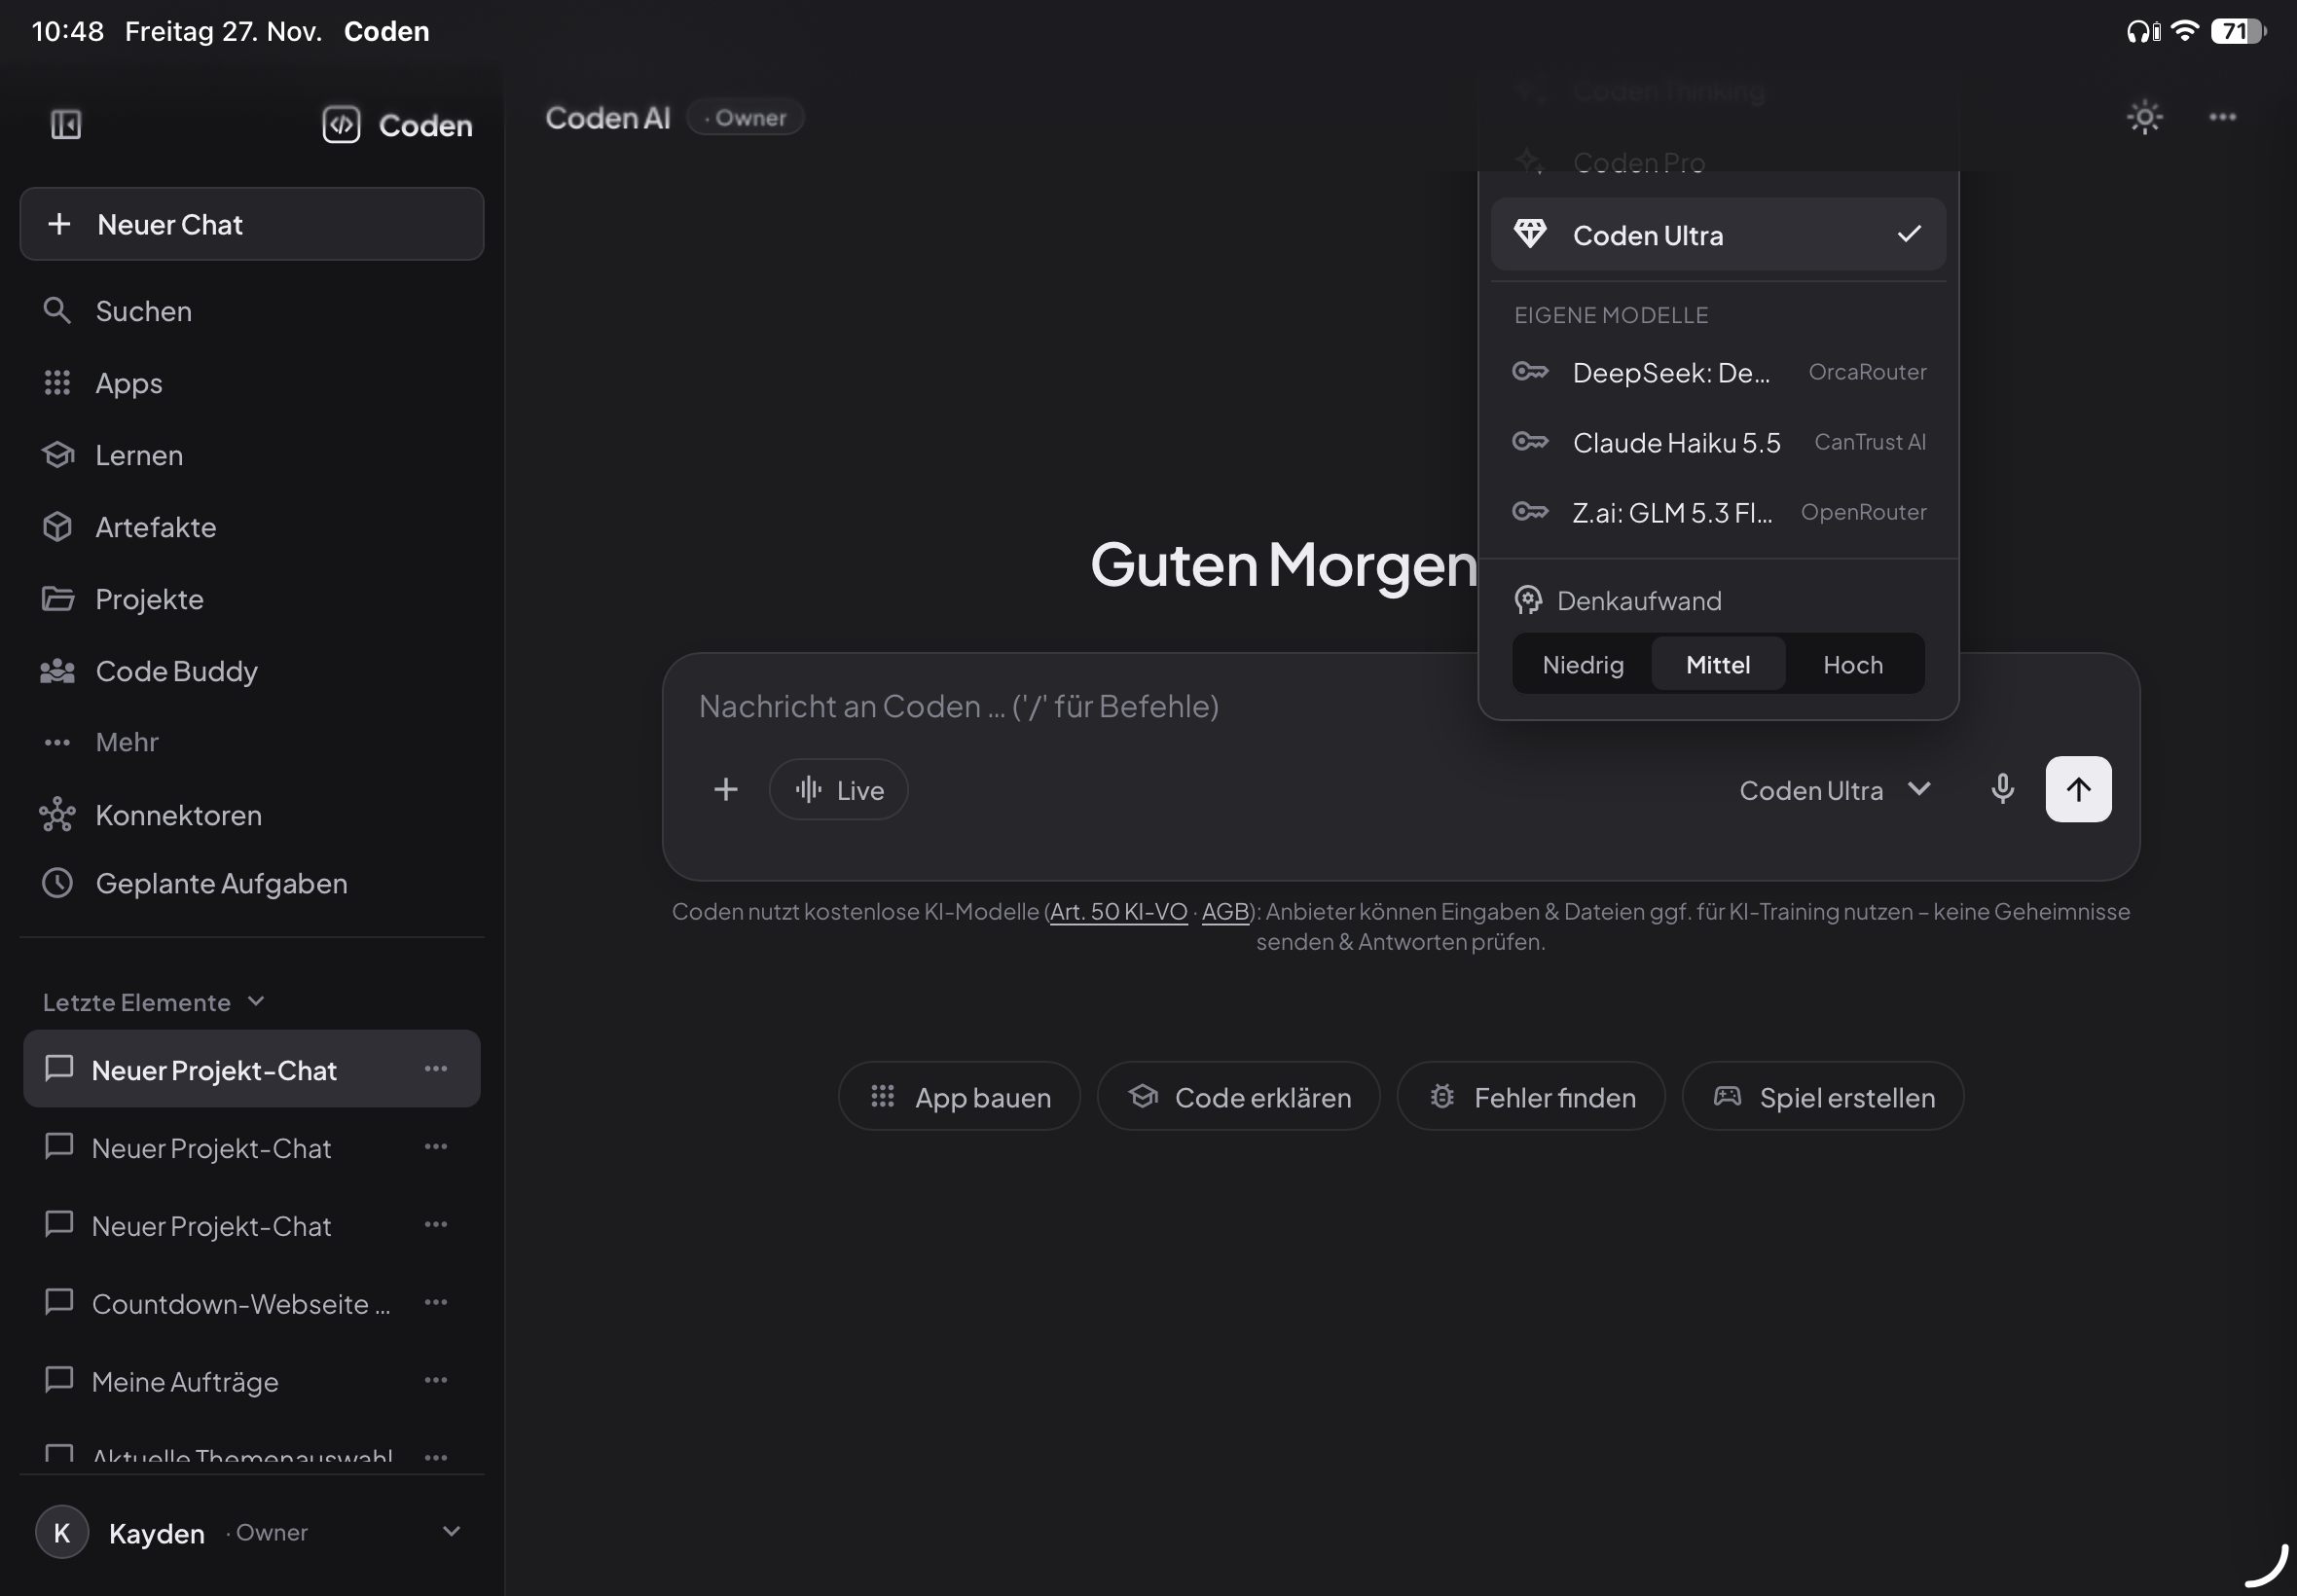 10:48 Freitag 27. Nov. Coden
71
Coden
Neuer Chat
Suchen
Apps
Lernen
Artefakte
Projekte
Code Buddy
Mehr
Konnektoren
Geplante Aufgaben
Letzte Elemente
Neuer Projekt-Chat
Neuer Projekt-Chat
Neuer Projekt-Chat
Countdown-Webseite ...
Meine Aufträge
Aktuelle Themenauswahl
K Kayden · Owner
Coden AI · Owner
Coden Thinking
Coden Pro
Coden Ultra
EIGENE MODELLE
DeepSeek: De... OrcaRouter
Claude Haiku 5.5 CanTrust AI
Z.ai: GLM 5.3 Fl... OpenRouter
Denkaufwand
Niedrig Mittel Hoch
Guten Morgen
Nachricht an Coden ... ('/' für Befehle)
Live
Coden Ultra
Coden nutzt kostenlose KI-Modelle (Art. 50 KI-VO · AGB): Anbieter können Eingaben & Dateien ggf. für KI-Training nutzen – keine Geheimnisse
senden & Antworten prüfen.
App bauen
Code erklären
Fehler finden
Spiel erstellen